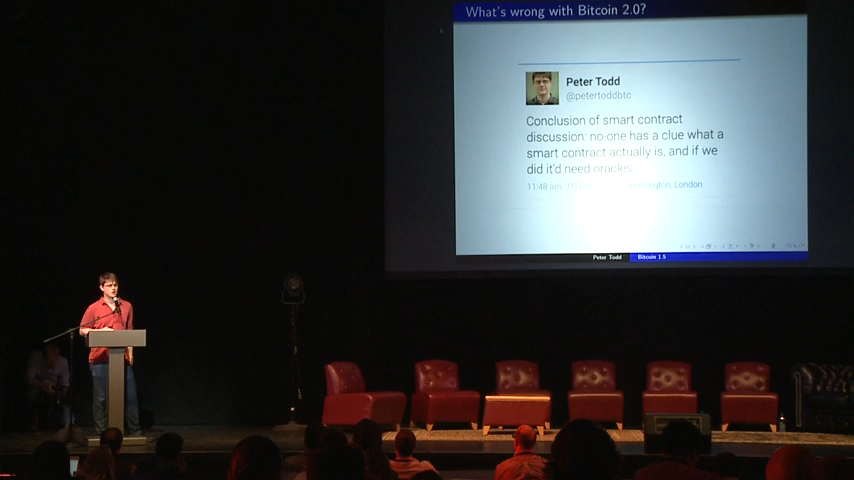 What's wrong with Bitcoin 2.0?
Peter Todd
@petertoddbtc
Conclusion of smart contract
discussion: no-one has a clue what a
smart contract actually is, and if we
did it'd need oracles
11:48 am London
Peter Todd Bitcoin 1.5